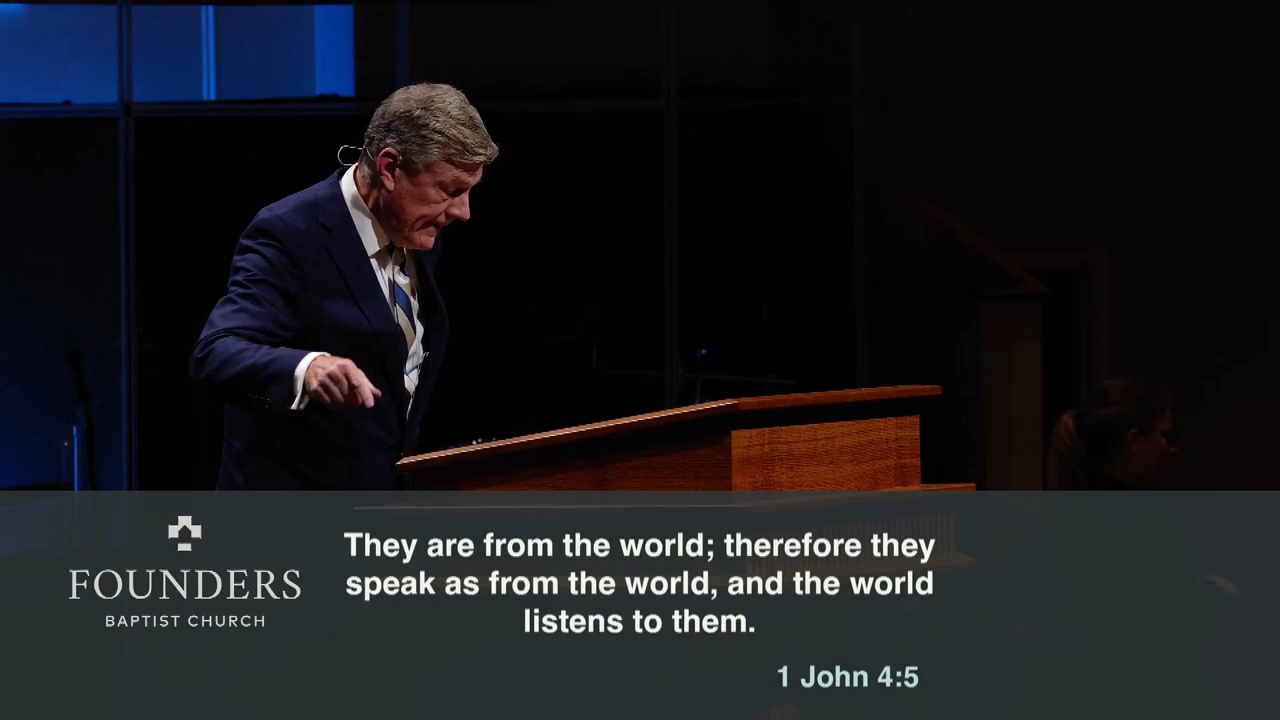 FOUNDERS
BAPTIST CHURCH
They are from the world; therefore they
speak as from the world, and the world
listens to them.
1 John 4:5